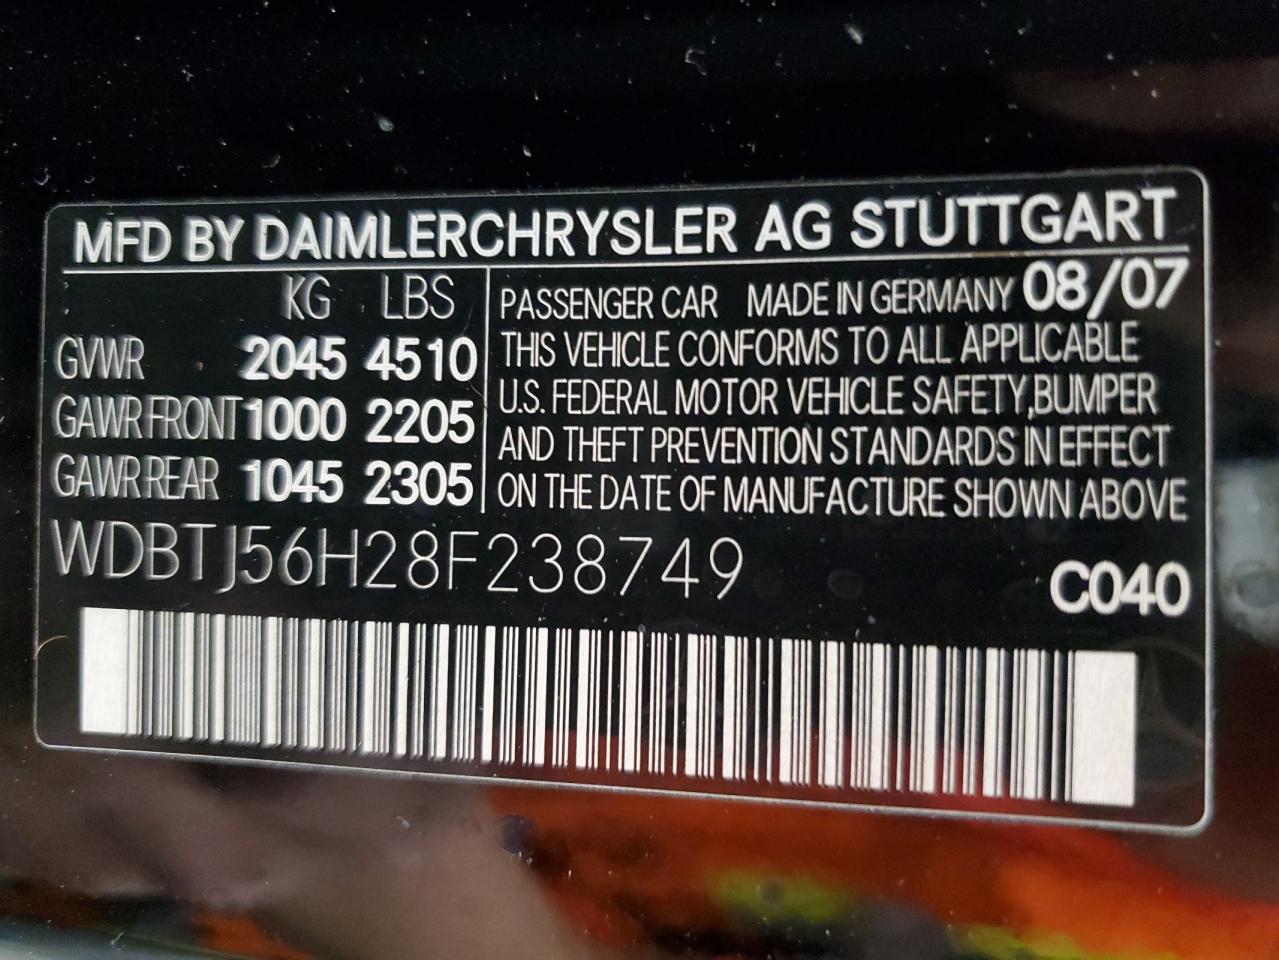 MFD BY DAIMLERCHRYSLER AG STUTTGART
KG LBS
GVWR 2045 4510
GAWR FRONT 1000 2205
GAWR REAR 1045 2305
PASSENGER CAR MADE IN GERMANY 08/07
THIS VEHICLE CONFORMS TO ALL APPLICABLE
U.S. FEDERAL MOTOR VEHICLE SAFETY, BUMPER
AND THEFT PREVENTION STANDARDS IN EFFECT
ON THE DATE OF MANUFACTURE SHOWN ABOVE
WDBTJ56H28F238749
C040